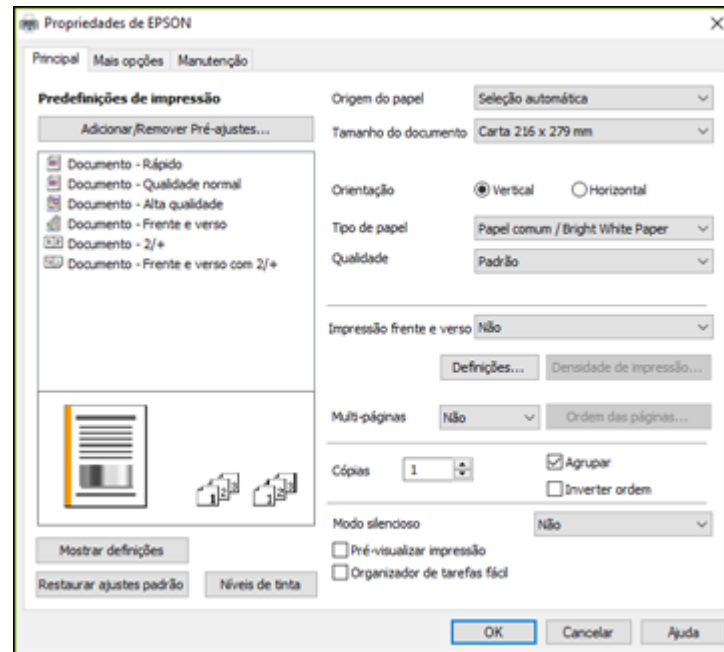 Propriedades de EPSON
Principal Mais opções Manutenção
Predefinições de impressão
Adicionar/Remover Pré-ajustes...
Documento - Rápido
Documento - Qualidade normal
Documento - Alta qualidade
Documento - Frente e verso
Documento - 2/+
Documento - Frente e verso com 2/+
Mostrar definições
Restaurar ajustes padrão Níveis de tinta
Origem do papel Seleção automática
Tamanho do documento Carta 216 x 279 mm
Orientação Vertical Horizontal
Tipo de papel Papel comum / Bright White Paper
Qualidade Padrão
Impressão frente e verso Não
Definições... Densidade de impressão...
Multi-páginas Não Ordem das páginas...
Cópias 1 Agrupar
Inverter ordem
Modo silencioso Não
Pré-visualizar impressão
Organizador de tarefas fácil
OK Cancelar Ajuda